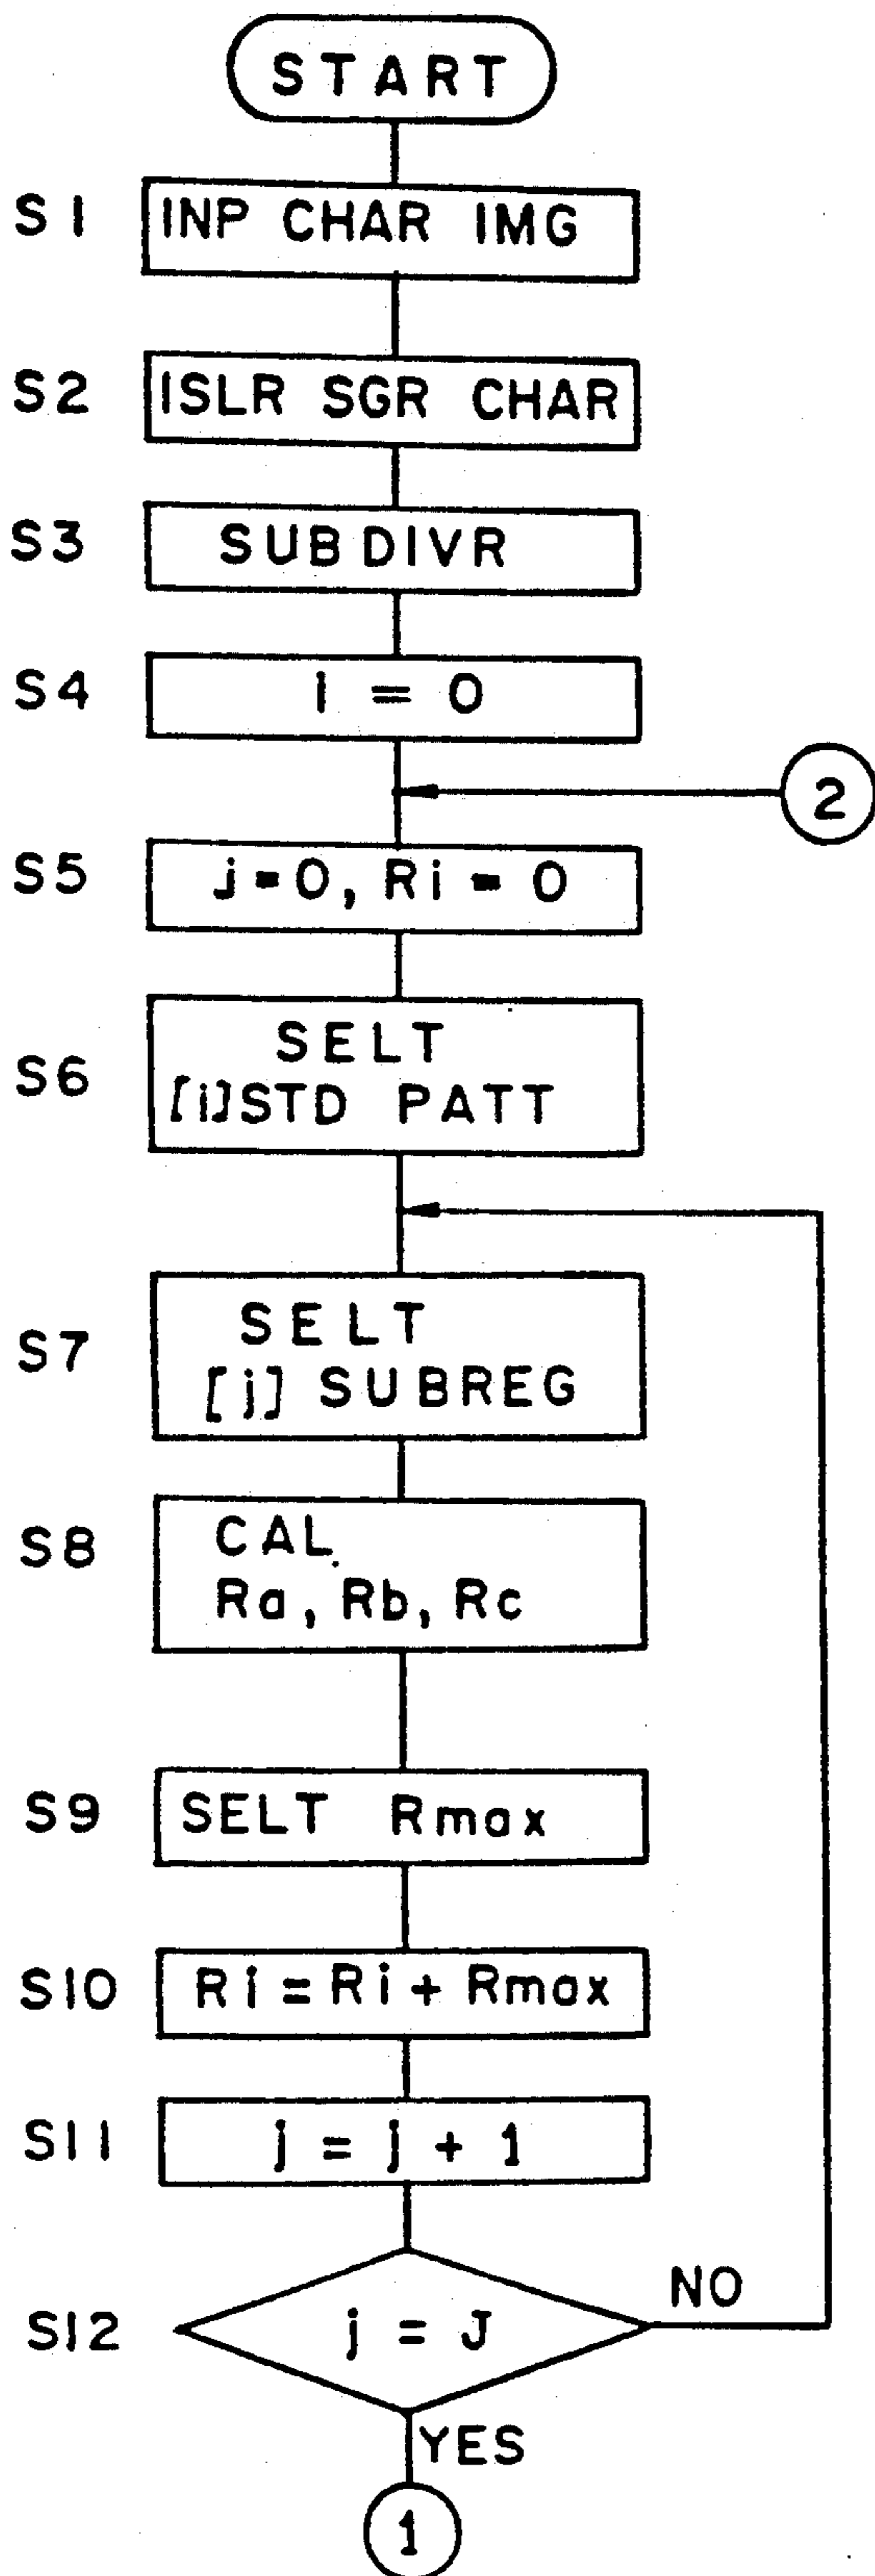 START
S1 INP CHAR IMG
S2 ISLR SGR CHAR
S3 SUBDIVR
S4 i = 0
2
S5 j=0, Ri = 0
SELT
S6 [i] STD PATT
SELT
S7 [j] SUBREG
S8 CAL
Ra, Rb, Rc
S9 SELT Rmax
S10 Ri = Ri + Rmax
S11 j = j + 1
NO
S12 j = J
YES
1